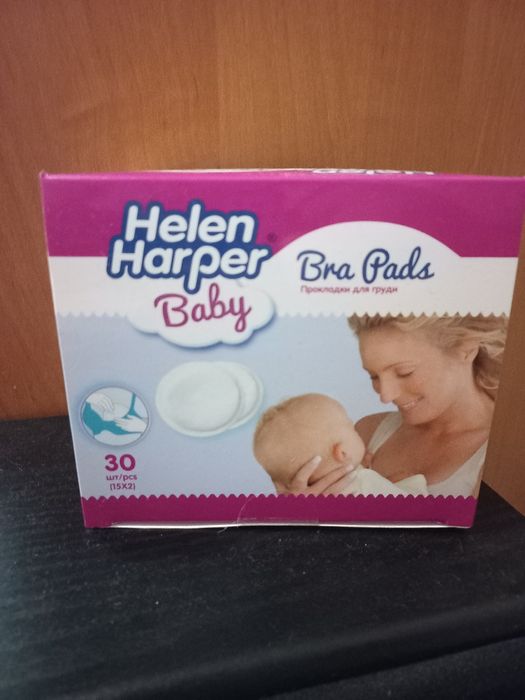 Helen
Harper®
Baby
Bra Pads
Прокладки для груди
30
шт/pcs
(15X2)